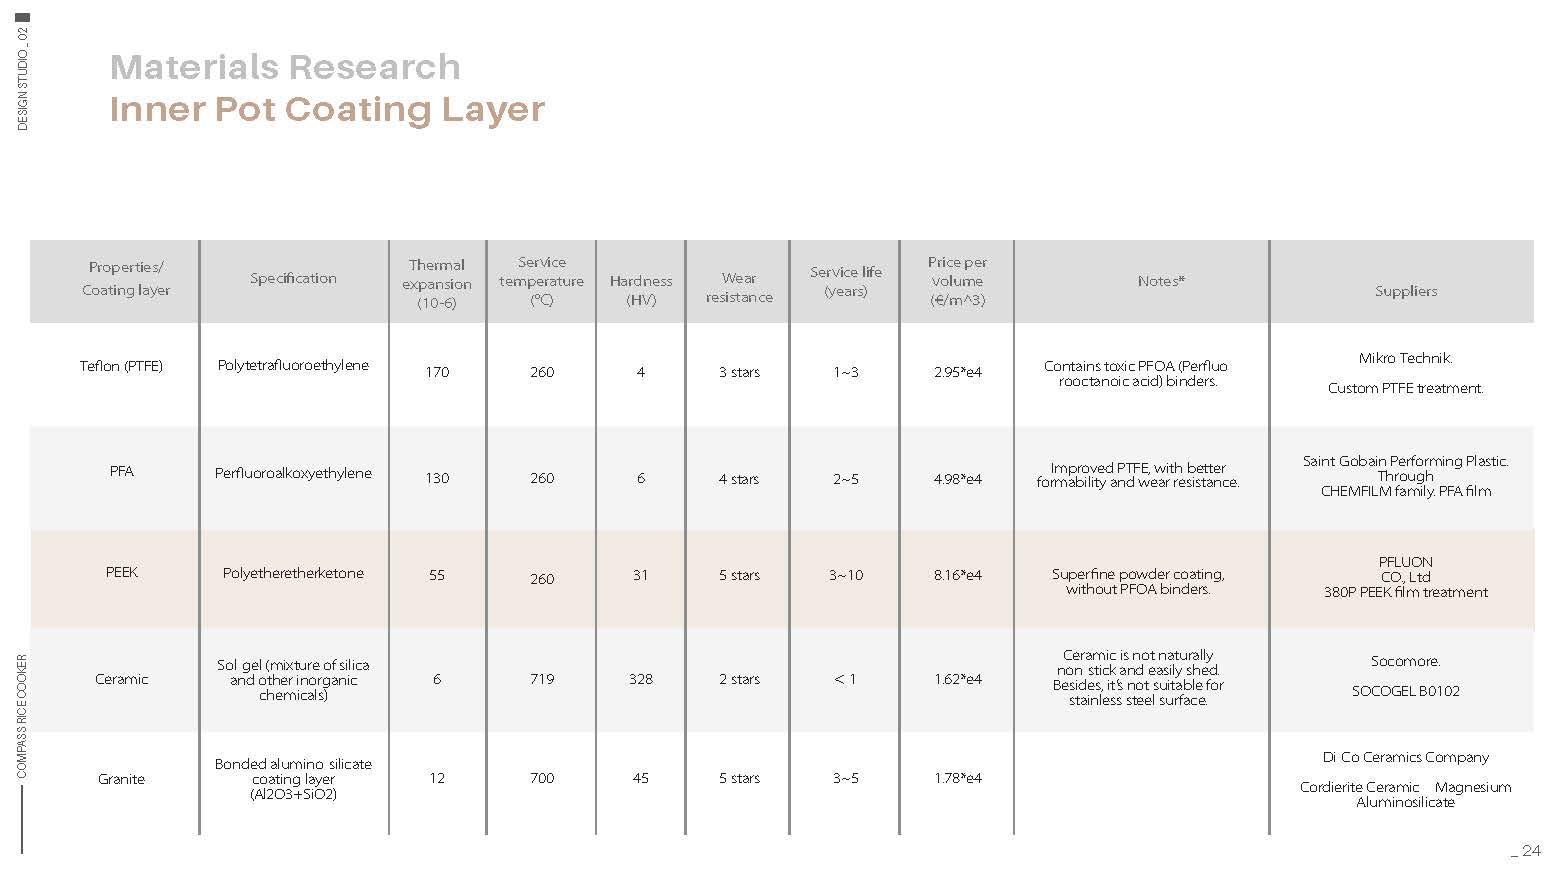 DESIGN STUDIO _ 02
Materials Research
Inner Pot Coating Layer
Properties/
Coating layer
Specification
Thermal
expansion
(10-6)
Service
temperature
(°C)
Hardness
(HV)
Wear
resistance
Service life
(years)
Price per
volume
(€/m^3)
Notes*
Suppliers
Teflon (PTFE)
Polytetrafluoroethylene
170
260
4
3 stars
1~3
2.95*e4
Contains toxic PFOA (Perfluo
rooctanoic acid) binders.
Mikro Technik.
Custom PTFE treatment.
PFA
Perfluoroalkoxyethylene
130
260
6
4 stars
2~5
4.98*e4
Improved PTFE, with better
formability and wear resistance.
Saint Gobain Performing Plastic.
Through
CHEMFILM family. PFA film
PEEK
Polyetheretherketone
55
260
31
5 stars
3~10
8.16*e4
Superfine powder coating,
without PFOA binders.
PFLUON
CO., Ltd
380P PEEK film treatment
Ceramic
Sol gel (mixture of silica
and other inorganic
chemicals)
6
719
328
2 stars
< 1
1.62*e4
Ceramic is not naturally
non stick and easily shed.
Besides, it's not suitable for
stainless steel surface.
Socomore.
SOCOGEL B0102
Granite
Bonded alumino silicate
coating layer
(Al2O3+SiO2)
12
700
45
5 stars
3~5
1.78*e4
Di Co Ceramics Company
Cordierite Ceramic Magnesium
Aluminosilicate
COMPASS RICE COOKER
_ 24